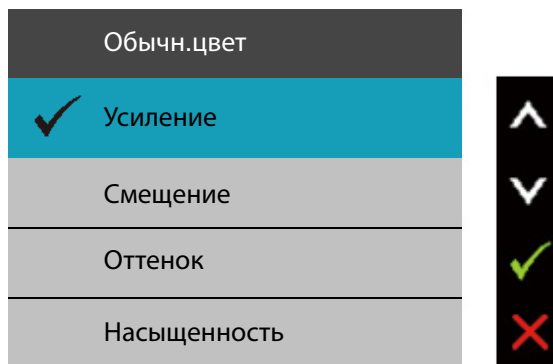 Обычн.цвет
Усиление
Смещение
Оттенок
Насыщенность